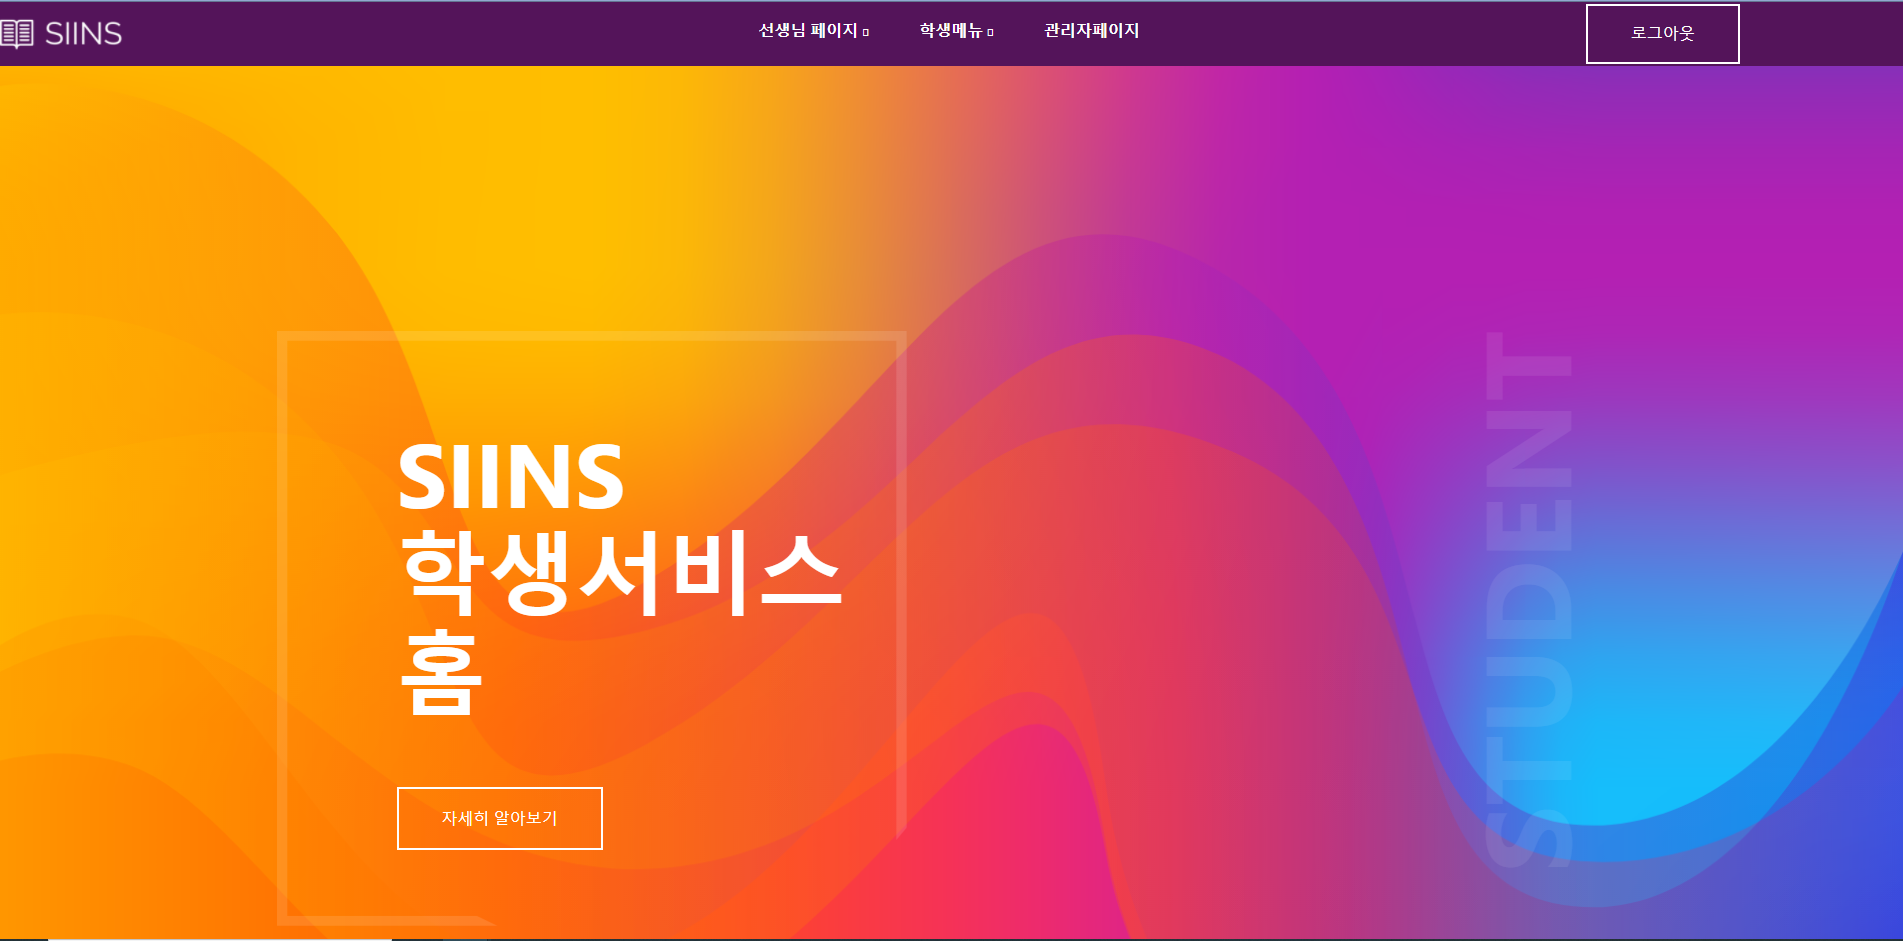 SIINS
선생님 페이지
학생메뉴
관리자페이지
로그아웃
SIINS
학생서비스
홈
자세히 알아보기
STUDENT